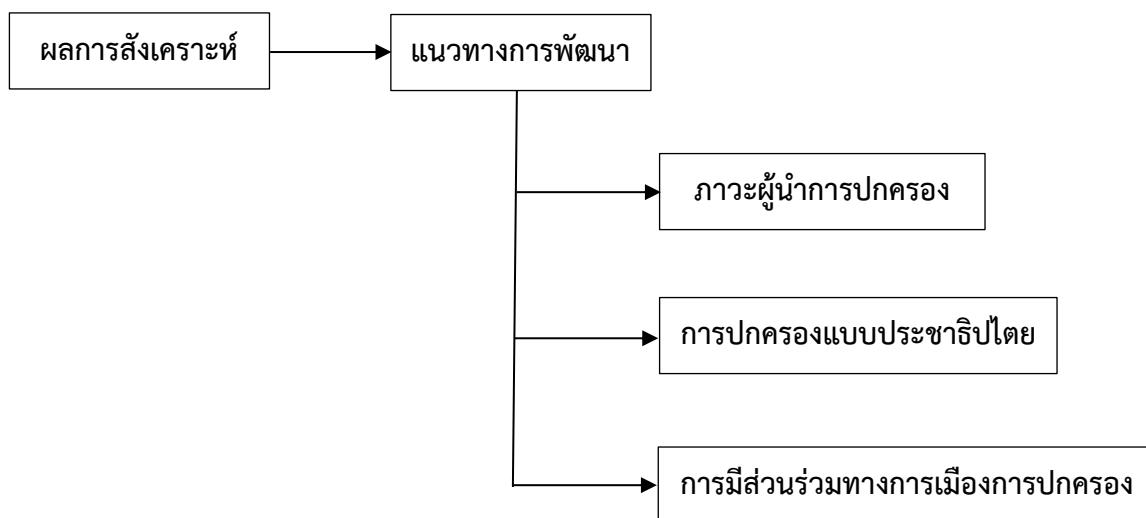 ผลการสังเคราะห์
แนวทางการพัฒนา
ภาวะผู้นำการปกครอง
การปกครองแบบประชาธิปไตย
การมีส่วนร่วมทางการเมืองการปกครอง